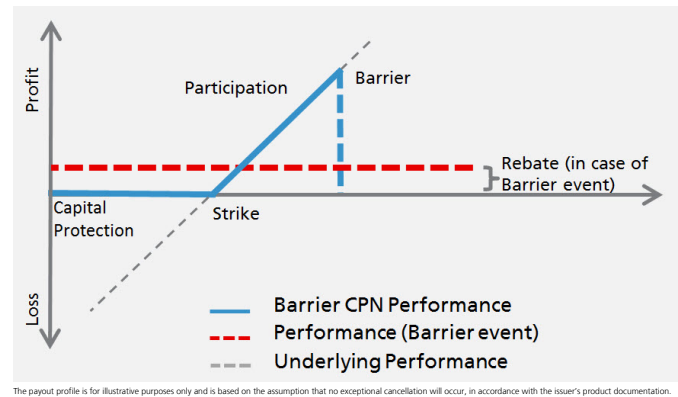 Profit
Participation
Barrier
Rebate (in case of
Barrier event)
Capital
Protection
Strike
Loss
Barrier CPN Performance
Performance (Barrier event)
Underlying Performance
The payout profile is for illustrative purposes only and is based on the assumption that no exceptional cancellation will occur, in accordance with the issuer's product documentation.